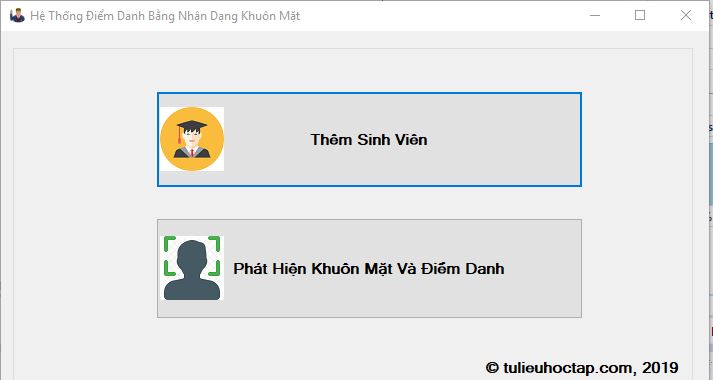 Hệ Thống Điểm Danh Bằng Nhận Dạng Khuôn Mặt
Thêm Sinh Viên
Phát Hiện Khuôn Mặt Và Điểm Danh
© tulieuhoctap.com, 2019